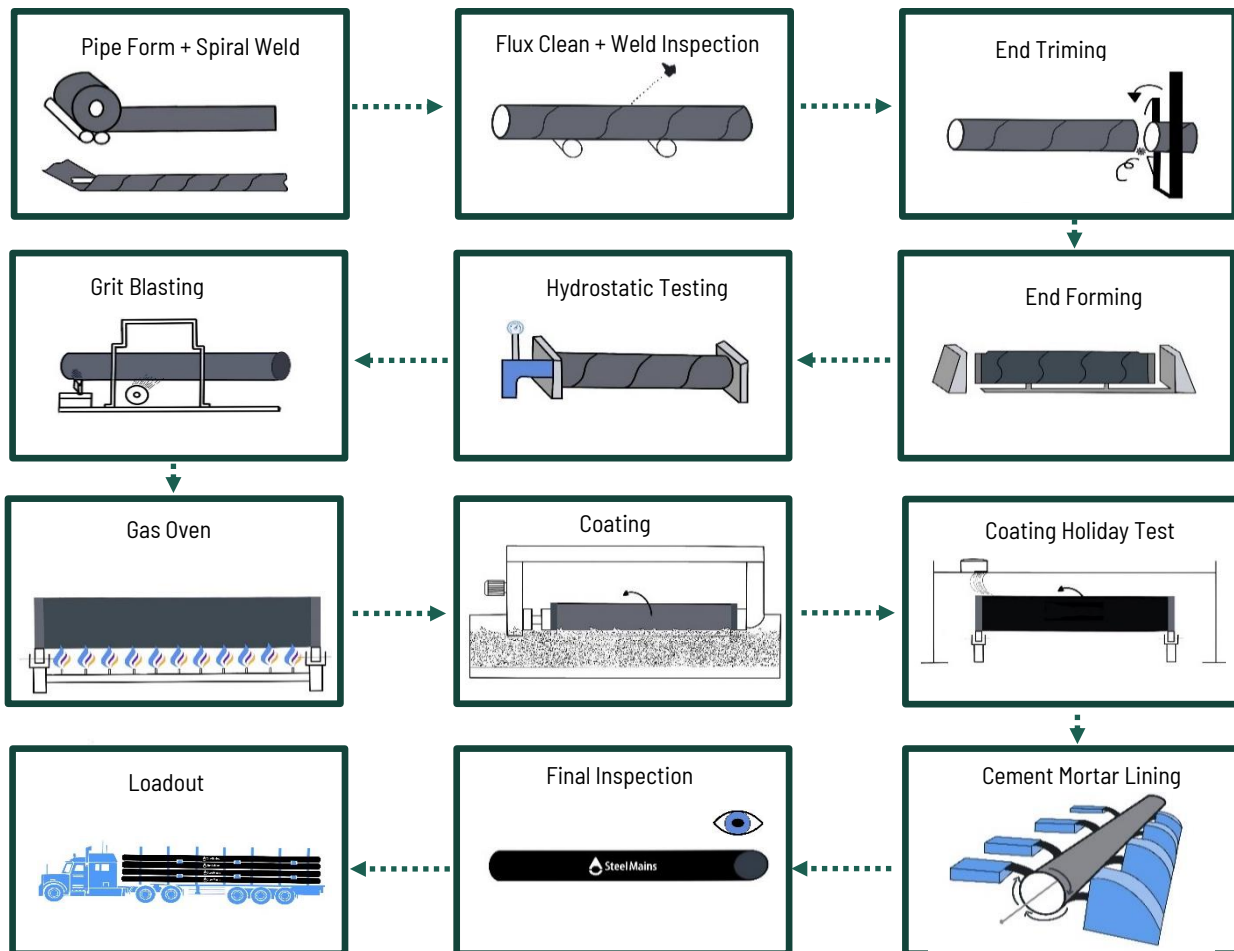 Pipe Form + Spiral Weld
Flux Clean + Weld Inspection
End Triming
End Forming
Hydrostatic Testing
Grit Blasting
Gas Oven
Coating
Coating Holiday Test
Cement Mortar Lining
Final Inspection
SteelMains
Loadout